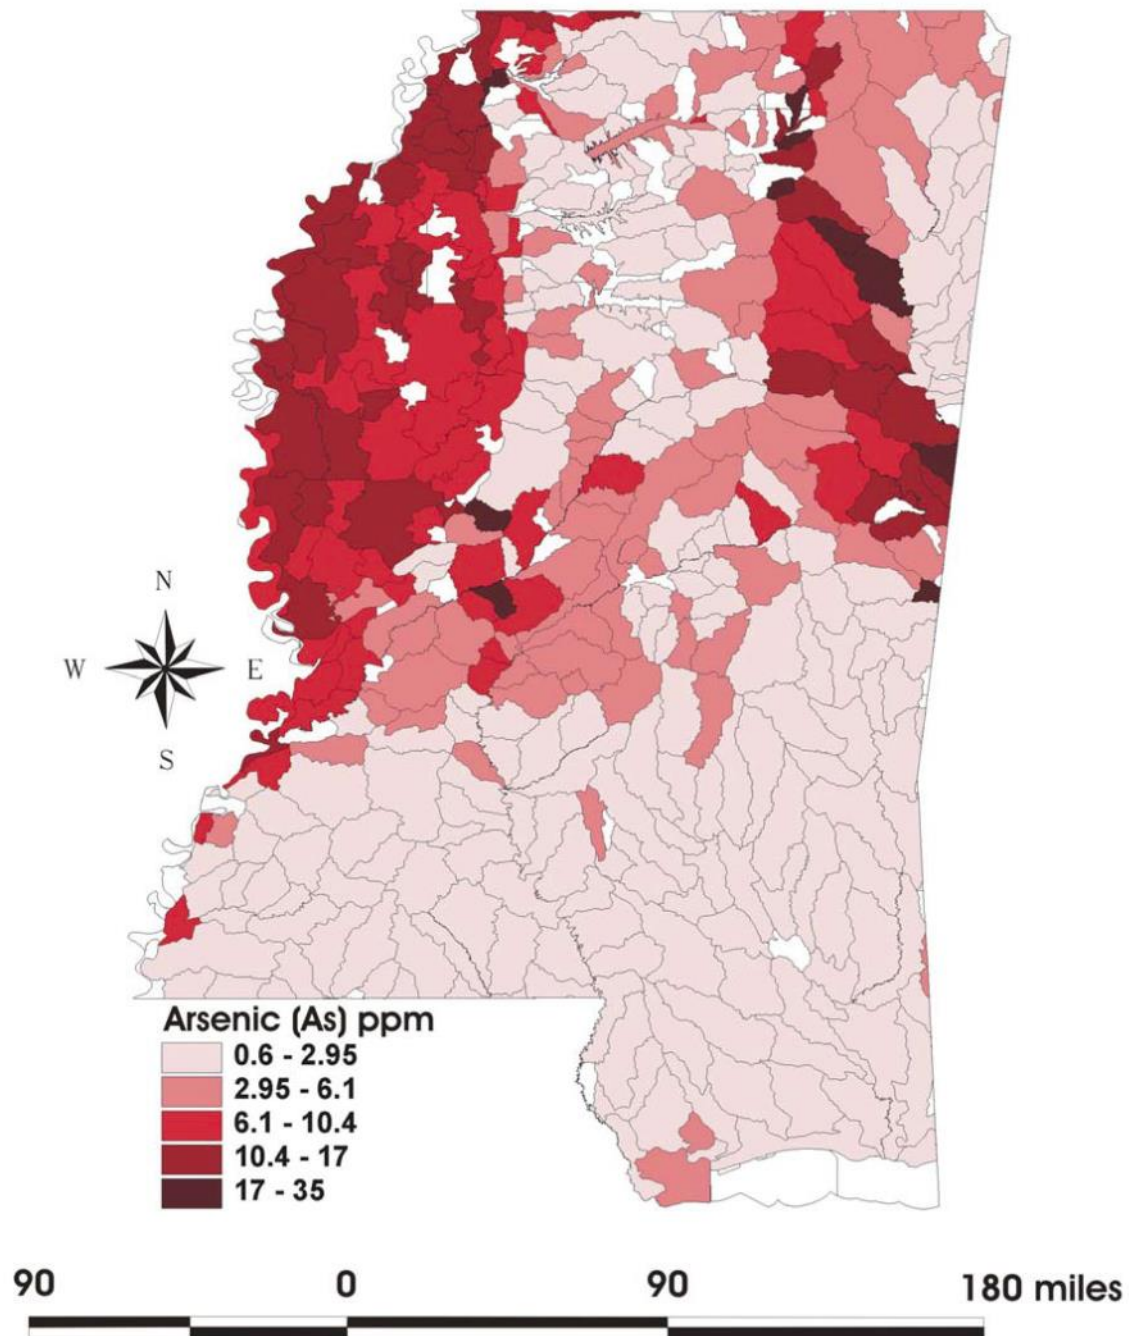 N
W E
S
Arsenic (As) ppm
0.6 - 2.95
2.95 - 6.1
6.1 - 10.4
10.4 - 17
17 - 35
90 0 90 180 miles